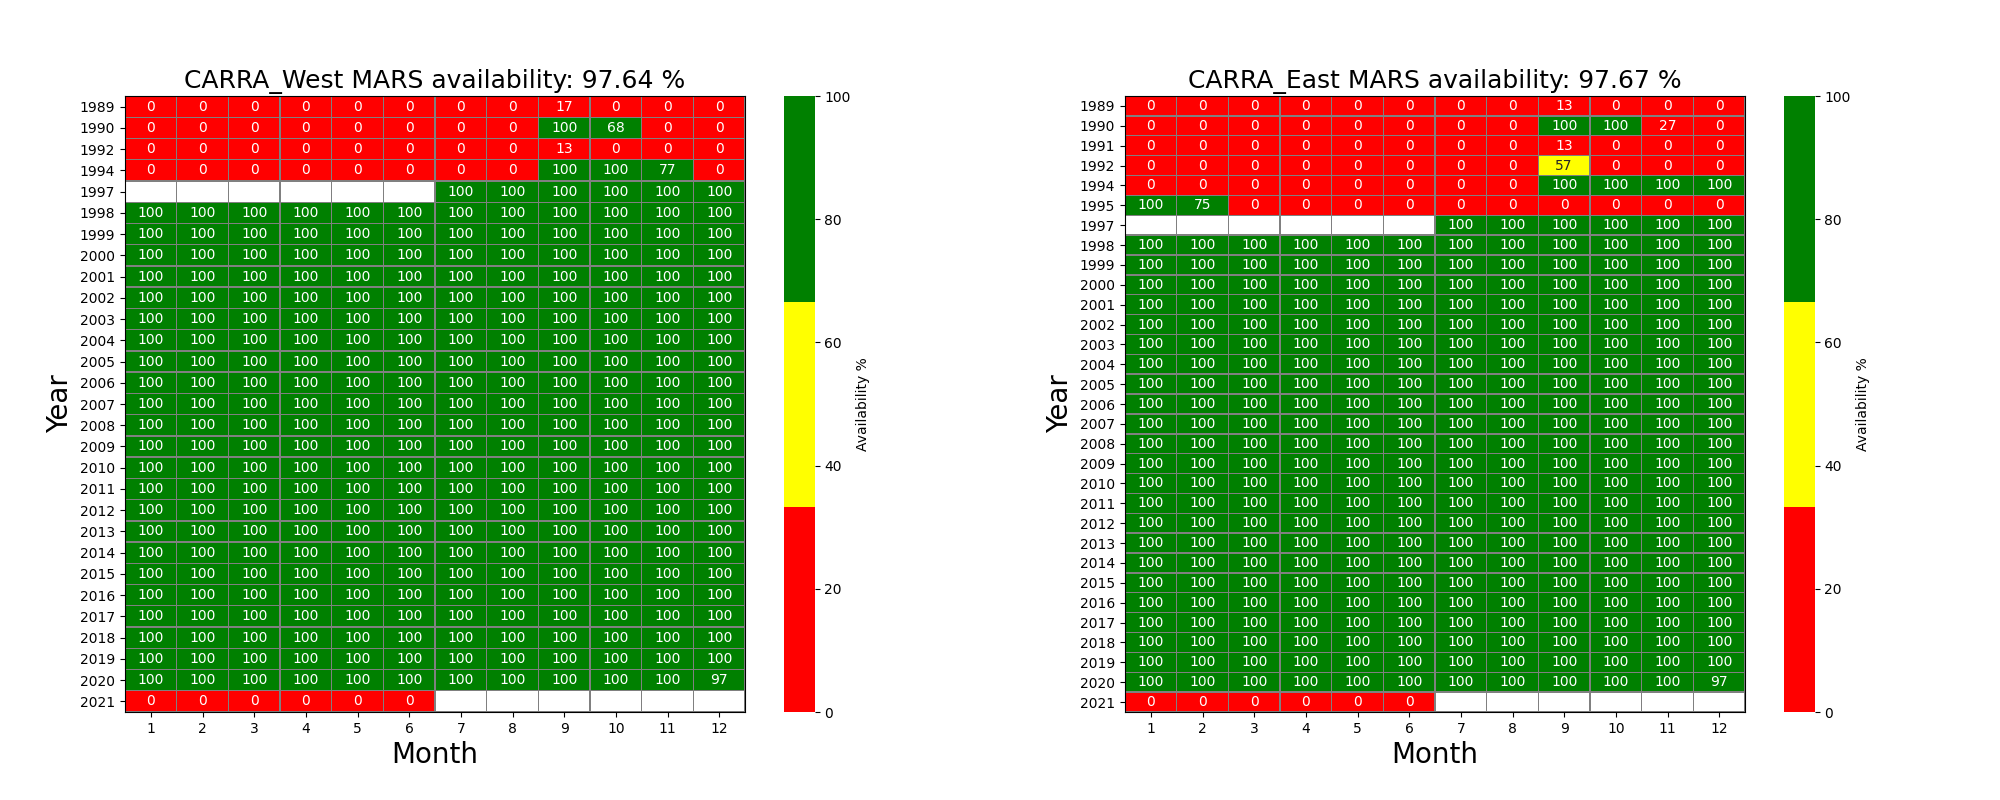 CARRA_West MARS availability: 97.64 %
1989 0 0 0 0 0 0 0 0 17 0 0 0
1990 0 0 0 0 0 0 0 0 100 68 0 0
1992 0 0 0 0 0 0 0 0 13 0 0 0
1994 0 0 0 0 0 0 0 0 100 100 77 0
1997 100 100 100 100 100 100
1998 100 100 100 100 100 100 100 100 100 100 100 100
1999 100 100 100 100 100 100 100 100 100 100 100 100
2000 100 100 100 100 100 100 100 100 100 100 100 100
2001 100 100 100 100 100 100 100 100 100 100 100 100
2002 100 100 100 100 100 100 100 100 100 100 100 100
2003 100 100 100 100 100 100 100 100 100 100 100 100
2004 100 100 100 100 100 100 100 100 100 100 100 100
2005 100 100 100 100 100 100 100 100 100 100 100 100
2006 100 100 100 100 100 100 100 100 100 100 100 100
2007 100 100 100 100 100 100 100 100 100 100 100 100
2008 100 100 100 100 100 100 100 100 100 100 100 100
2009 100 100 100 100 100 100 100 100 100 100 100 100
2010 100 100 100 100 100 100 100 100 100 100 100 100
2011 100 100 100 100 100 100 100 100 100 100 100 100
2012 100 100 100 100 100 100 100 100 100 100 100 100
2013 100 100 100 100 100 100 100 100 100 100 100 100
2014 100 100 100 100 100 100 100 100 100 100 100 100
2015 100 100 100 100 100 100 100 100 100 100 100 100
2016 100 100 100 100 100 100 100 100 100 100 100 100
2017 100 100 100 100 100 100 100 100 100 100 100 100
2018 100 100 100 100 100 100 100 100 100 100 100 100
2019 100 100 100 100 100 100 100 100 100 100 100 100
2020 100 100 100 100 100 100 100 100 100 100 100 97
2021 0 0 0 0 0 0
1 2 3 4 5 6 7 8 9 10 11 12
Month
Year
100
80
60
40
20
0
Availability %
CARRA_East MARS availability: 97.67 %
1989 0 0 0 0 0 0 0 0 13 0 0 0
1990 0 0 0 0 0 0 0 0 100 100 27 0
1991 0 0 0 0 0 0 0 0 13 0 0 0
1992 0 0 0 0 0 0 0 0 57 0 0 0
1994 0 0 0 0 0 0 0 0 100 100 100 100
1995 100 75 0 0 0 0 0 0 0 0 0 0
1997 100 100 100 100 100 100
1998 100 100 100 100 100 100 100 100 100 100 100 100
1999 100 100 100 100 100 100 100 100 100 100 100 100
2000 100 100 100 100 100 100 100 100 100 100 100 100
2001 100 100 100 100 100 100 100 100 100 100 100 100
2002 100 100 100 100 100 100 100 100 100 100 100 100
2003 100 100 100 100 100 100 100 100 100 100 100 100
2004 100 100 100 100 100 100 100 100 100 100 100 100
2005 100 100 100 100 100 100 100 100 100 100 100 100
2006 100 100 100 100 100 100 100 100 100 100 100 100
2007 100 100 100 100 100 100 100 100 100 100 100 100
2008 100 100 100 100 100 100 100 100 100 100 100 100
2009 100 100 100 100 100 100 100 100 100 100 100 100
2010 100 100 100 100 100 100 100 100 100 100 100 100
2011 100 100 100 100 100 100 100 100 100 100 100 100
2012 100 100 100 100 100 100 100 100 100 100 100 100
2013 100 100 100 100 100 100 100 100 100 100 100 100
2014 100 100 100 100 100 100 100 100 100 100 100 100
2015 100 100 100 100 100 100 100 100 100 100 100 100
2016 100 100 100 100 100 100 100 100 100 100 100 100
2017 100 100 100 100 100 100 100 100 100 100 100 100
2018 100 100 100 100 100 100 100 100 100 100 100 100
2019 100 100 100 100 100 100 100 100 100 100 100 100
2020 100 100 100 100 100 100 100 100 100 100 100 97
2021 0 0 0 0 0 0
1 2 3 4 5 6 7 8 9 10 11 12
Month
Year
100
80
60
40
20
0
Availability %